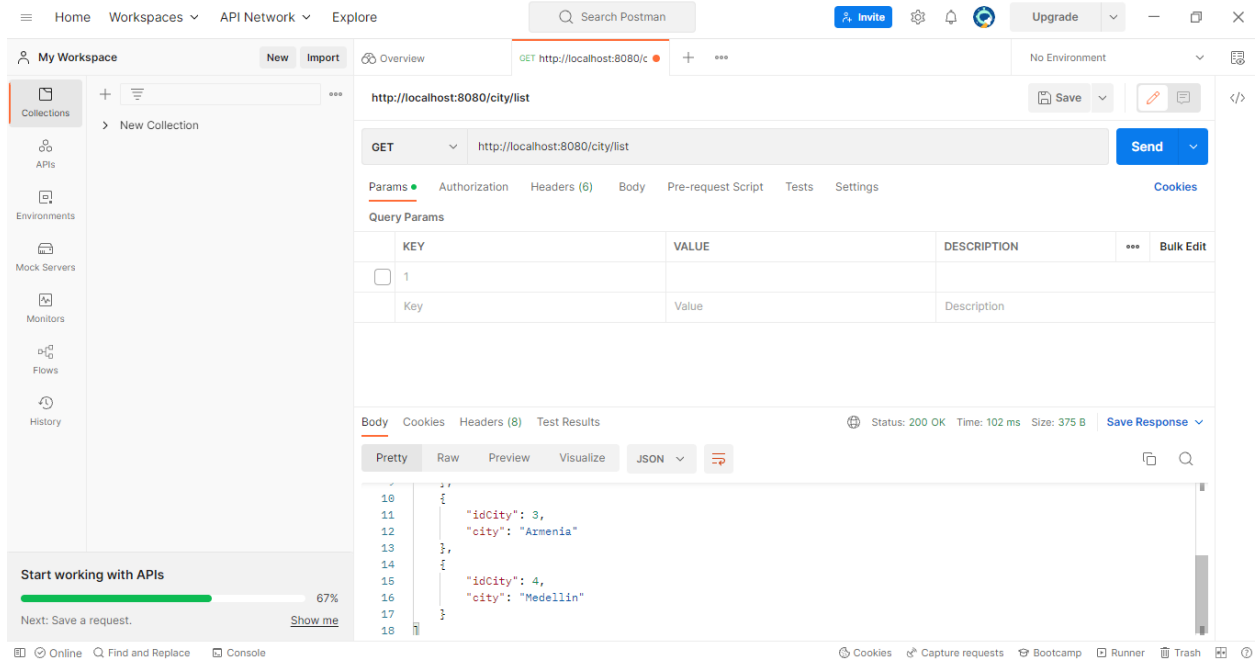 Home Workspaces API Network Explore Search Postman Invite Upgrade
My Workspace New Import Overview GET http://localhost:8080/c No Environment
Collections
New Collection
APIs
Environments
Mock Servers
Monitors
Flows
History
http://localhost:8080/city/list Save
GET http://localhost:8080/city/list Send
Params Authorization Headers (6) Body Pre-request Script Tests Settings Cookies
Query Params
KEY VALUE DESCRIPTION Bulk Edit
1
Key Value Description
Body Cookies Headers (8) Test Results Status: 200 OK Time: 102 ms Size: 375 B Save Response
Pretty Raw Preview Visualize JSON
10 {
11 "idCity": 3,
12 "city": "Armenia"
13 },
14 {
15 "idCity": 4,
16 "city": "Medellin"
17 }
18 ]
Start working with APIs
67%
Next: Save a request. Show me
Online Find and Replace Console Cookies Capture requests Bootcamp Runner Trash